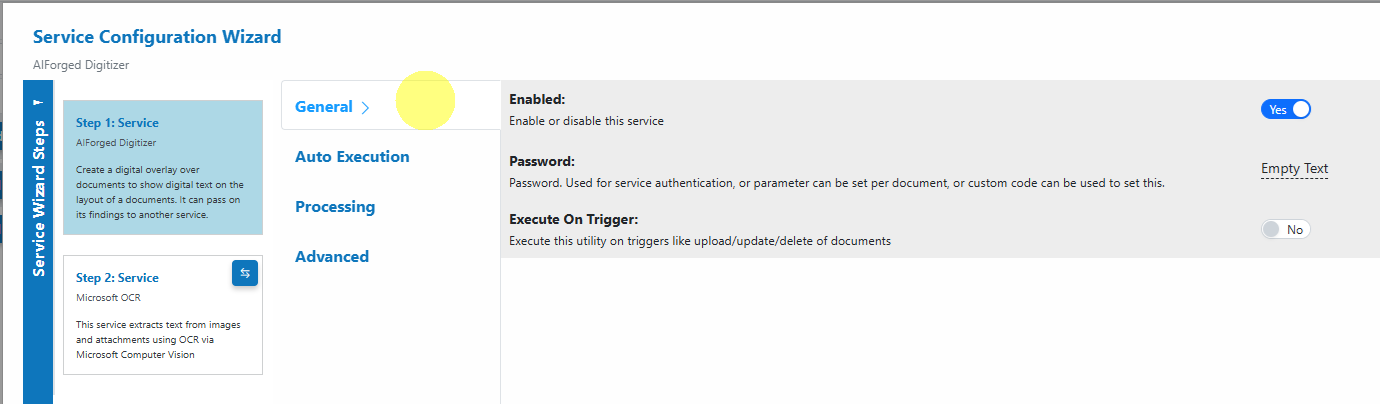 Service Configuration Wizard
AIForged Digitizer
Service Wizard Steps
Step 1: Service
AIForged Digitizer
Create a digital overlay over
documents to show digital text on the
layout of a documents. It can pass on
its findings to another service.
Step 2: Service
Microsoft OCR
This service extracts text from images
and attachments using OCR via
Microsoft Computer Vision
General
Auto Execution
Processing
Advanced
Enabled:
Enable or disable this service
Yes
Password:
Password. Used for service authentication, or parameter can be set per document, or custom code can be used to set this.
Empty Text
Execute On Trigger:
Execute this utility on triggers like upload/update/delete of documents
No